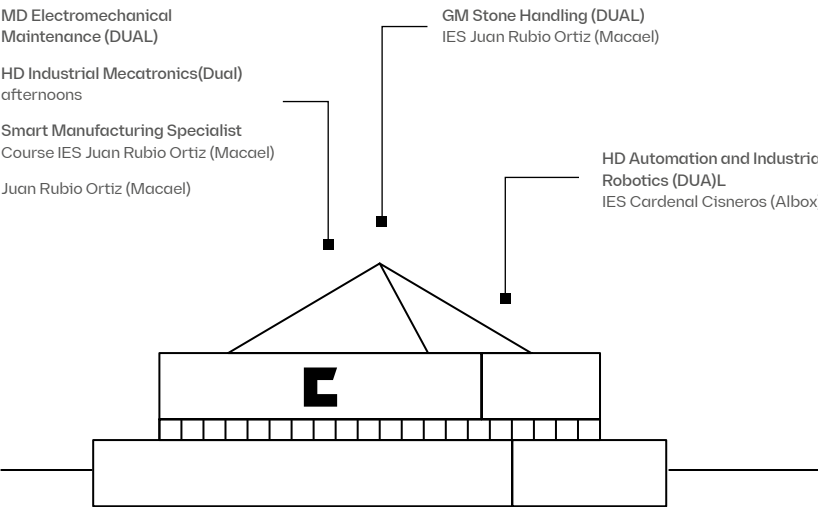 MD Electromechanical
Maintenance (DUAL)
HD Industrial Mecatronics(Dual)
afternoons
Smart Manufacturing Specialist
Course IES Juan Rubio Ortiz (Macael)
Juan Rubio Ortiz (Macael)
GM Stone Handling (DUAL)
IES Juan Rubio Ortiz (Macael)
HD Automation and Industria
Robotics (DUA)L
IES Cardenal Cisneros (Albox)